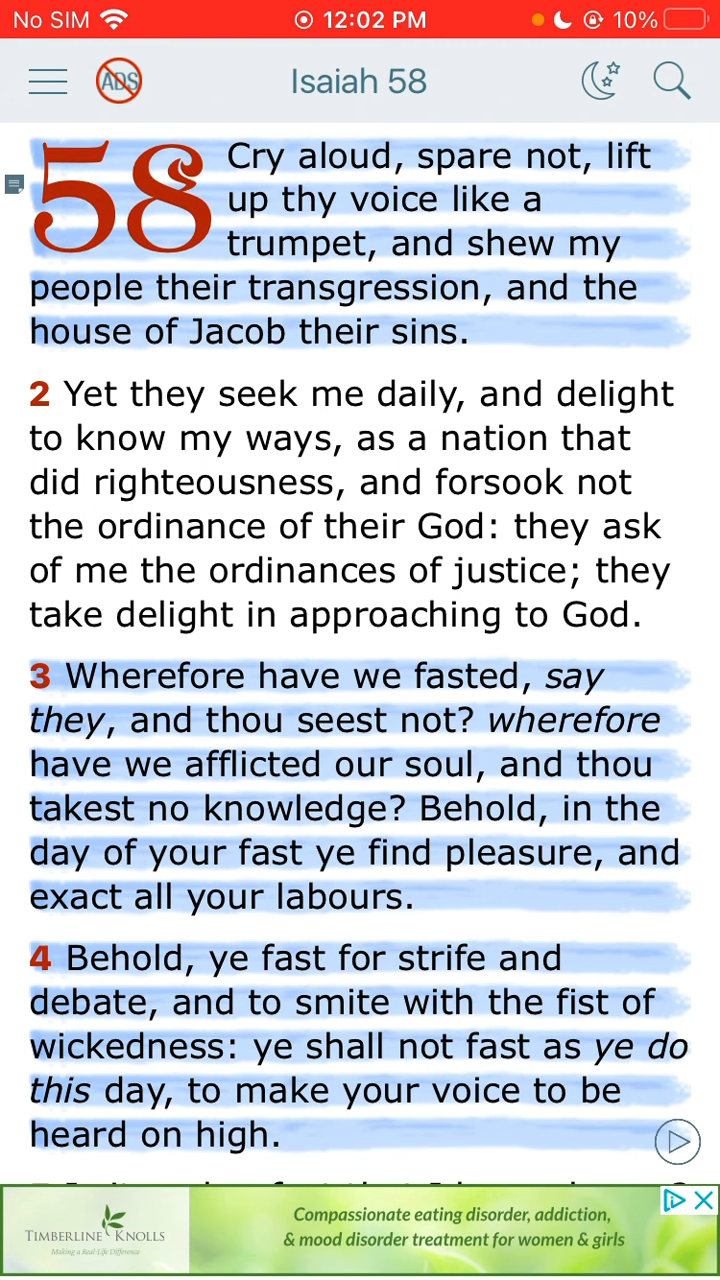 No SIM 12:02 PM 10%
ADS Isaiah 58
58 Cry aloud, spare not, lift
up thy voice like a
trumpet, and shew my
people their transgression, and the
house of Jacob their sins.
2 Yet they seek me daily, and delight
to know my ways, as a nation that
did righteousness, and forsook not
the ordinance of their God: they ask
of me the ordinances of justice; they
take delight in approaching to God.
3 Wherefore have we fasted, say
they, and thou seest not? wherefore
have we afflicted our soul, and thou
takest no knowledge? Behold, in the
day of your fast ye find pleasure, and
exact all your labours.
4 Behold, ye fast for strife and
debate, and to smite with the fist of
wickedness: ye shall not fast as ye do
this day, to make your voice to be
heard on high.
TIMBERLINE KNOLLS
Making a Real-Life Difference
Compassionate eating disorder, addiction,
& mood disorder treatment for women & girls